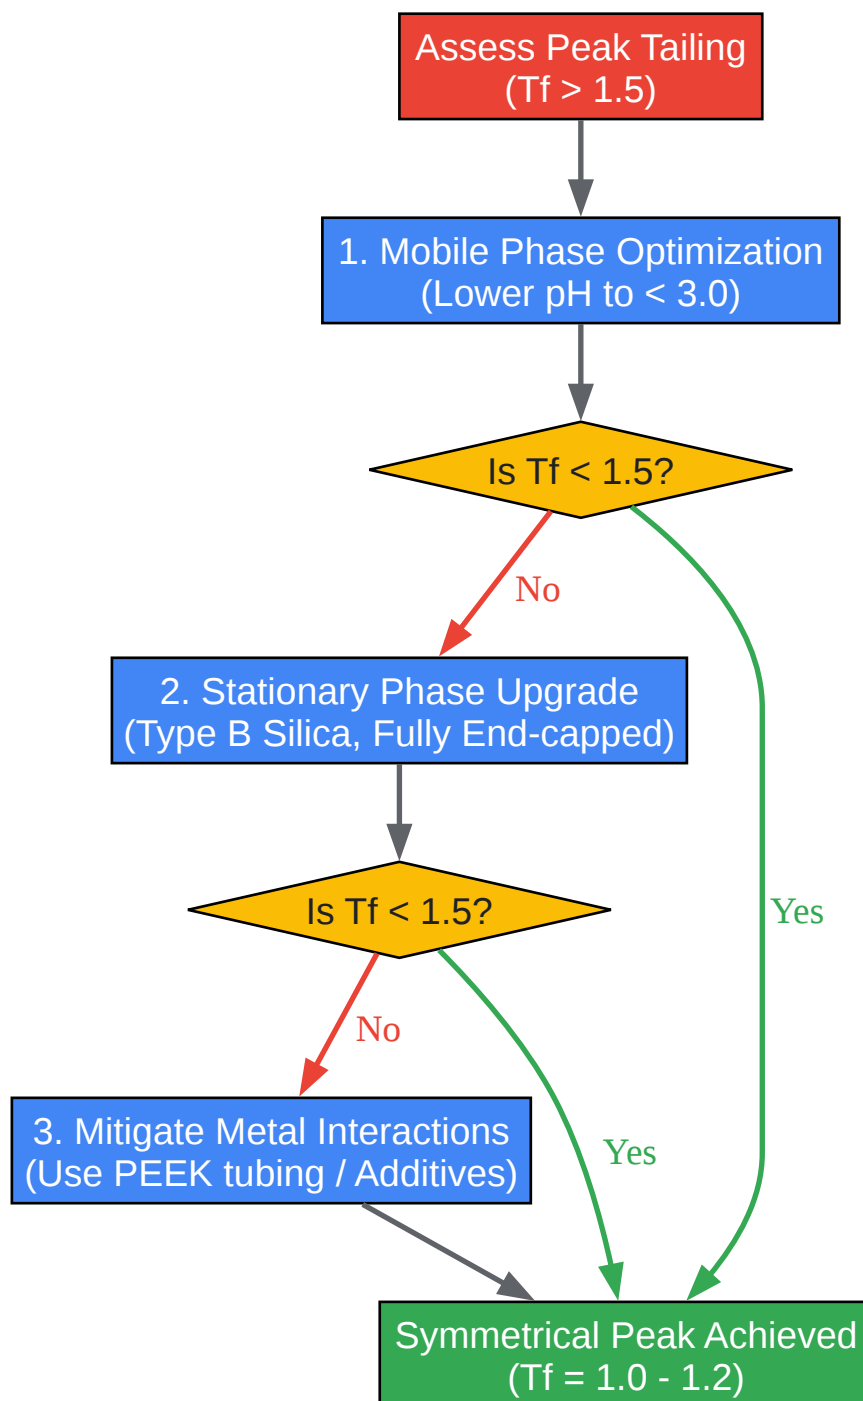 Assess Peak Tailing
(Tf > 1.5)
1. Mobile Phase Optimization
(Lower pH to < 3.0)
Is Tf < 1.5?
No
2. Stationary Phase Upgrade
(Type B Silica, Fully End-capped)
Yes
Is Tf < 1.5?
No
3. Mitigate Metal Interactions
(Use PEEK tubing / Additives)
Yes
Symmetrical Peak Achieved
(Tf = 1.0 - 1.2)